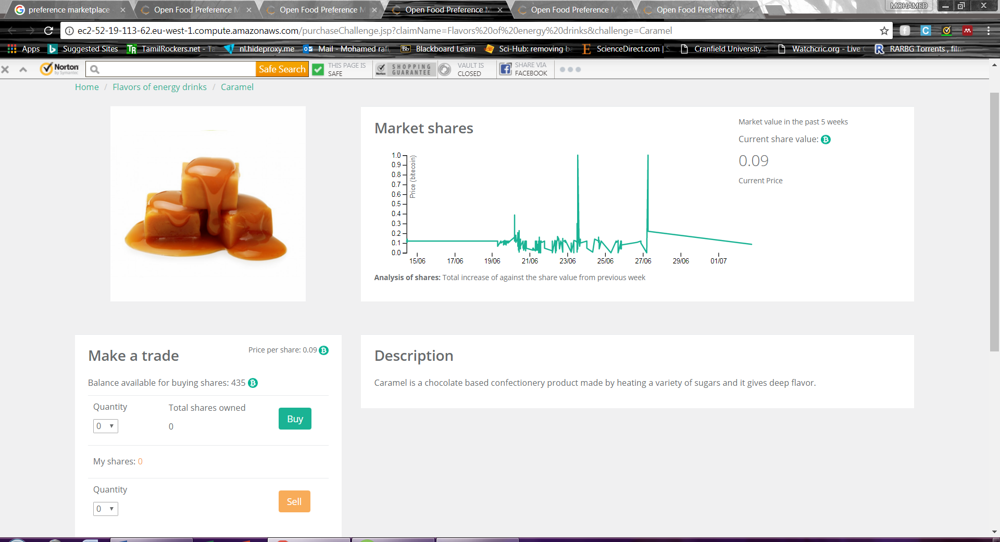 preference marketplace
Open Food Preference M
Open Food Preference M
Open Food Preference M
Open Food Preference M
Open Food Preference M
MOHAMED
ec2-52-19-113-62.eu-west-1.compute.amazonaws.com/purchaseChallenge.jsp?claimName=Flavors%20of%20energy%20drinks&challenge=Caramel
Apps
Suggested Sites
TamilRockers.net - Ta
nl.hideproxy.me
Mail - Mohamed rafi
Bb Blackboard Learn
Sci-Hub: removing ba
ScienceDirect.com | S
Cranfield University S
Watchcric.org - Live
RARBG Torrents , film
Norton
by Symantec
Safe Search
THIS PAGE IS
SAFE
Norton
SHOPPING
GUARANTEE
VAULT IS
CLOSED
SHARE VIA
FACEBOOK
Home / Flavors of energy drinks / Caramel
Market shares
Market value in the past 5 weeks
Current share value:
0.09
Current Price
1.0
0.9
0.8
0.7
0.6
0.5
0.4
0.3
0.2
0.1
0.0
Price (bitecoin)
15/06 17/06 19/06 21/06 23/06 25/06 27/06 29/06 01/07
Analysis of shares: Total increase of against the share value from previous week
Make a trade
Price per share: 0.09
Balance available for buying shares: 435
Quantity
Total shares owned
0
0
Buy
My shares: 0
Quantity
0
Sell
Description
Caramel is a chocolate based confectionery product made by heating a variety of sugars and it gives deep flavor.